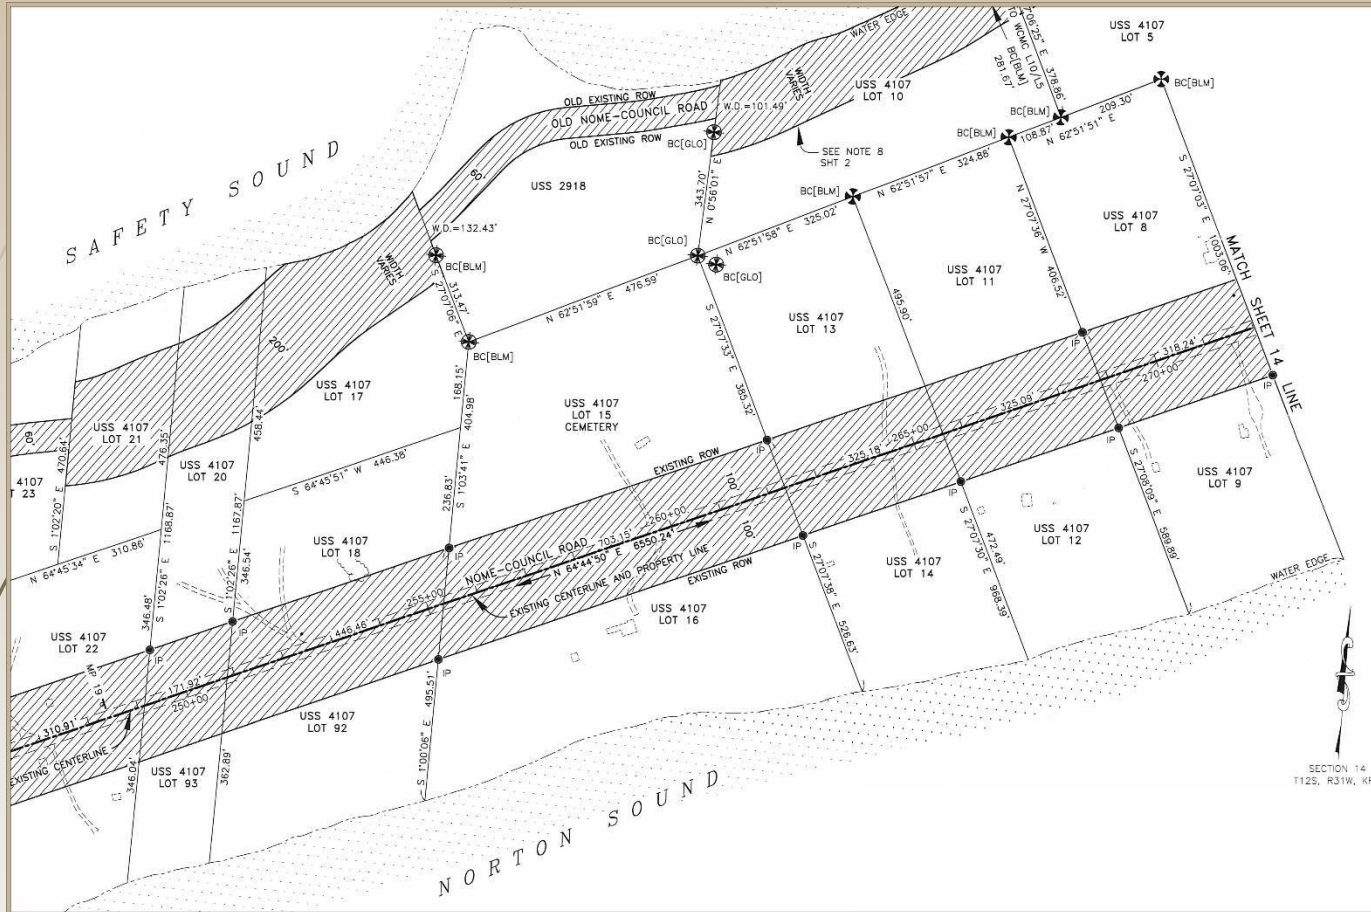 SAFETY SOUND
NORTON SOUND
WATER EDGE
OLD EXISTING ROW
OLD NOME-COUNCIL ROAD
OLD EXISTING ROW
W.D.=101.49'
WIDTH VARIES
USS 4107
LOT 10
BC[GLO]
SEE NOTE 8
SHT 2
TO WCMC L10/L5
BC[BLM]
281.67'
'06'25" E 378.86'
USS 4107
LOT 5
BC[BLM]
BC[BLM]
209.30'
N 62°51'51" E
108.87'
BC[BLM]
N 62°51'57" E 324.88'
BC[BLM]
N 62°51'58" E 325.02'
60'
USS 2918
343.70'
N 0°56'01" E
BC[GLO]
BC[GLO]
W.D.=132.43'
WIDTH VARIES
BC[BLM]
313.47'
S 27°07'06" E
BC[BLM]
N 62°51'59" E 476.59'
S 27°07'03" E 1003.06'
MATCH SHEET 14 LINE
USS 4107
LOT 8
N 27°07'36" W 406.52'
USS 4107
LOT 11
495.90'
USS 4107
LOT 13
S 27°07'33" E 385.32'
IP
318.24'
270+00
IP
325.09'
200'
USS 4107
LOT 17
168.15'
404.98'
USS 4107
LOT 15
CEMETERY
S 1°03'41" E
236.83'
S 64°45'51" W 446.38'
458.44'
60'
USS 4107
LOT 21
476.35'
470.64'
S 1°02'20" E
4107
T 23
USS 4107
LOT 20
N 64°45'34" E 310.86'
S 1°02'26" E 1168.87'
S 1°02'26" E 1167.87'
346.54'
346.48'
EXISTING ROW
IP
100'
100'
325.18'
265+00
IP
IP
703.15'
260+00
NOME-COUNCIL ROAD
N 64°44'50" E 6550.24'
EXISTING CENTERLINE AND PROPERTY LINE
EXISTING ROW
IP
255+00
446.46'
USS 4107
LOT 18
IP
IP
USS 4107
LOT 22
MP 19
171.92'
250+00
310.91'
EXISTING CENTERLINE
USS 4107
LOT 93
346.04'
362.89'
USS 4107
LOT 92
IP
495.51'
S 1°00'06" E
USS 4107
LOT 16
IP
S 27°07'38" E 526.63'
USS 4107
LOT 14
S 27°07'30" E 968.39'
472.49'
USS 4107
LOT 12
S 27°08'09" E 589.89'
USS 4107
LOT 9
WATER EDGE
SECTION 14
T12S, R31W, K